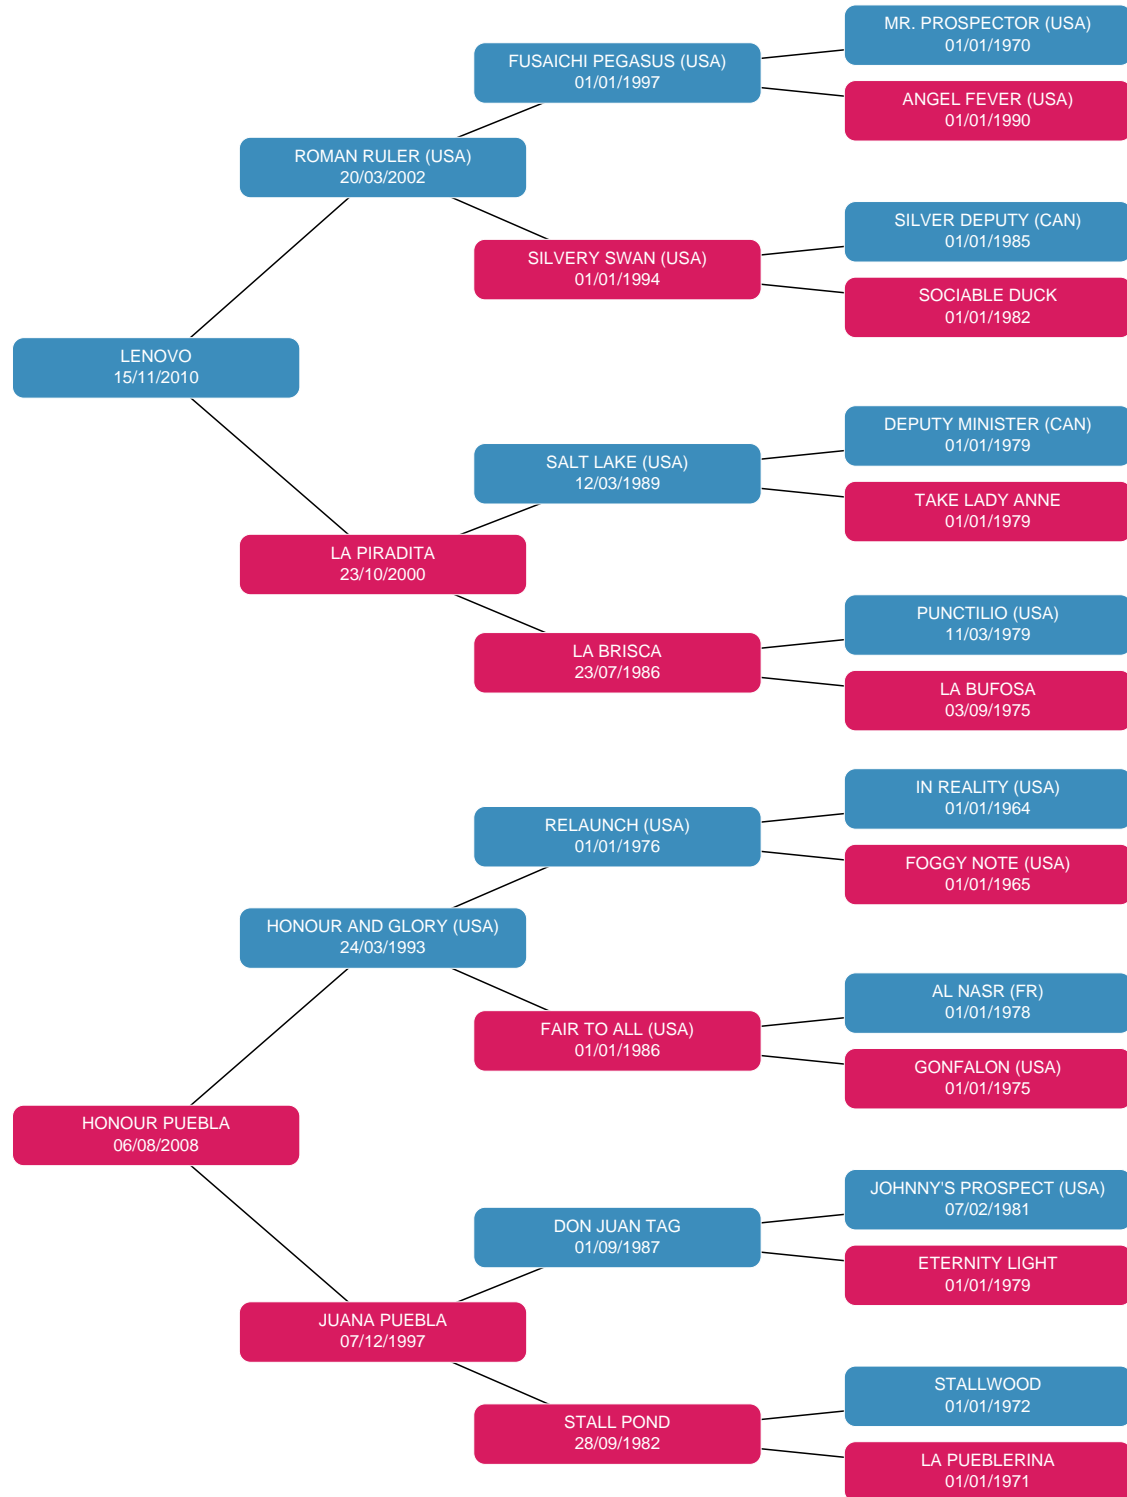 MR. PROSPECTOR (USA)
01/01/1970
FUSAICHI PEGASUS (USA)
01/01/1997
ANGEL FEVER (USA)
01/01/1990
ROMAN RULER (USA)
20/03/2002
SILVER DEPUTY (CAN)
01/01/1985
SILVERY SWAN (USA)
01/01/1994
SOCIABLE DUCK
01/01/1982
LENOVO
15/11/2010
DEPUTY MINISTER (CAN)
01/01/1979
SALT LAKE (USA)
12/03/1989
TAKE LADY ANNE
01/01/1979
LA PIRADITA
23/10/2000
PUNCTILIO (USA)
11/03/1979
LA BRISCA
23/07/1986
LA BUFOSA
03/09/1975
IN REALITY (USA)
01/01/1964
RELAUNCH (USA)
01/01/1976
FOGGY NOTE (USA)
01/01/1965
HONOUR AND GLORY (USA)
24/03/1993
AL NASR (FR)
01/01/1978
FAIR TO ALL (USA)
01/01/1986
GONFALON (USA)
01/01/1975
HONOUR PUEBLA
06/08/2008
JOHNNY'S PROSPECT (USA)
07/02/1981
DON JUAN TAG
01/09/1987
ETERNITY LIGHT
01/01/1979
JUANA PUEBLA
07/12/1997
STALLWOOD
01/01/1972
STALL POND
28/09/1982
LA PUEBLERINA
01/01/1971